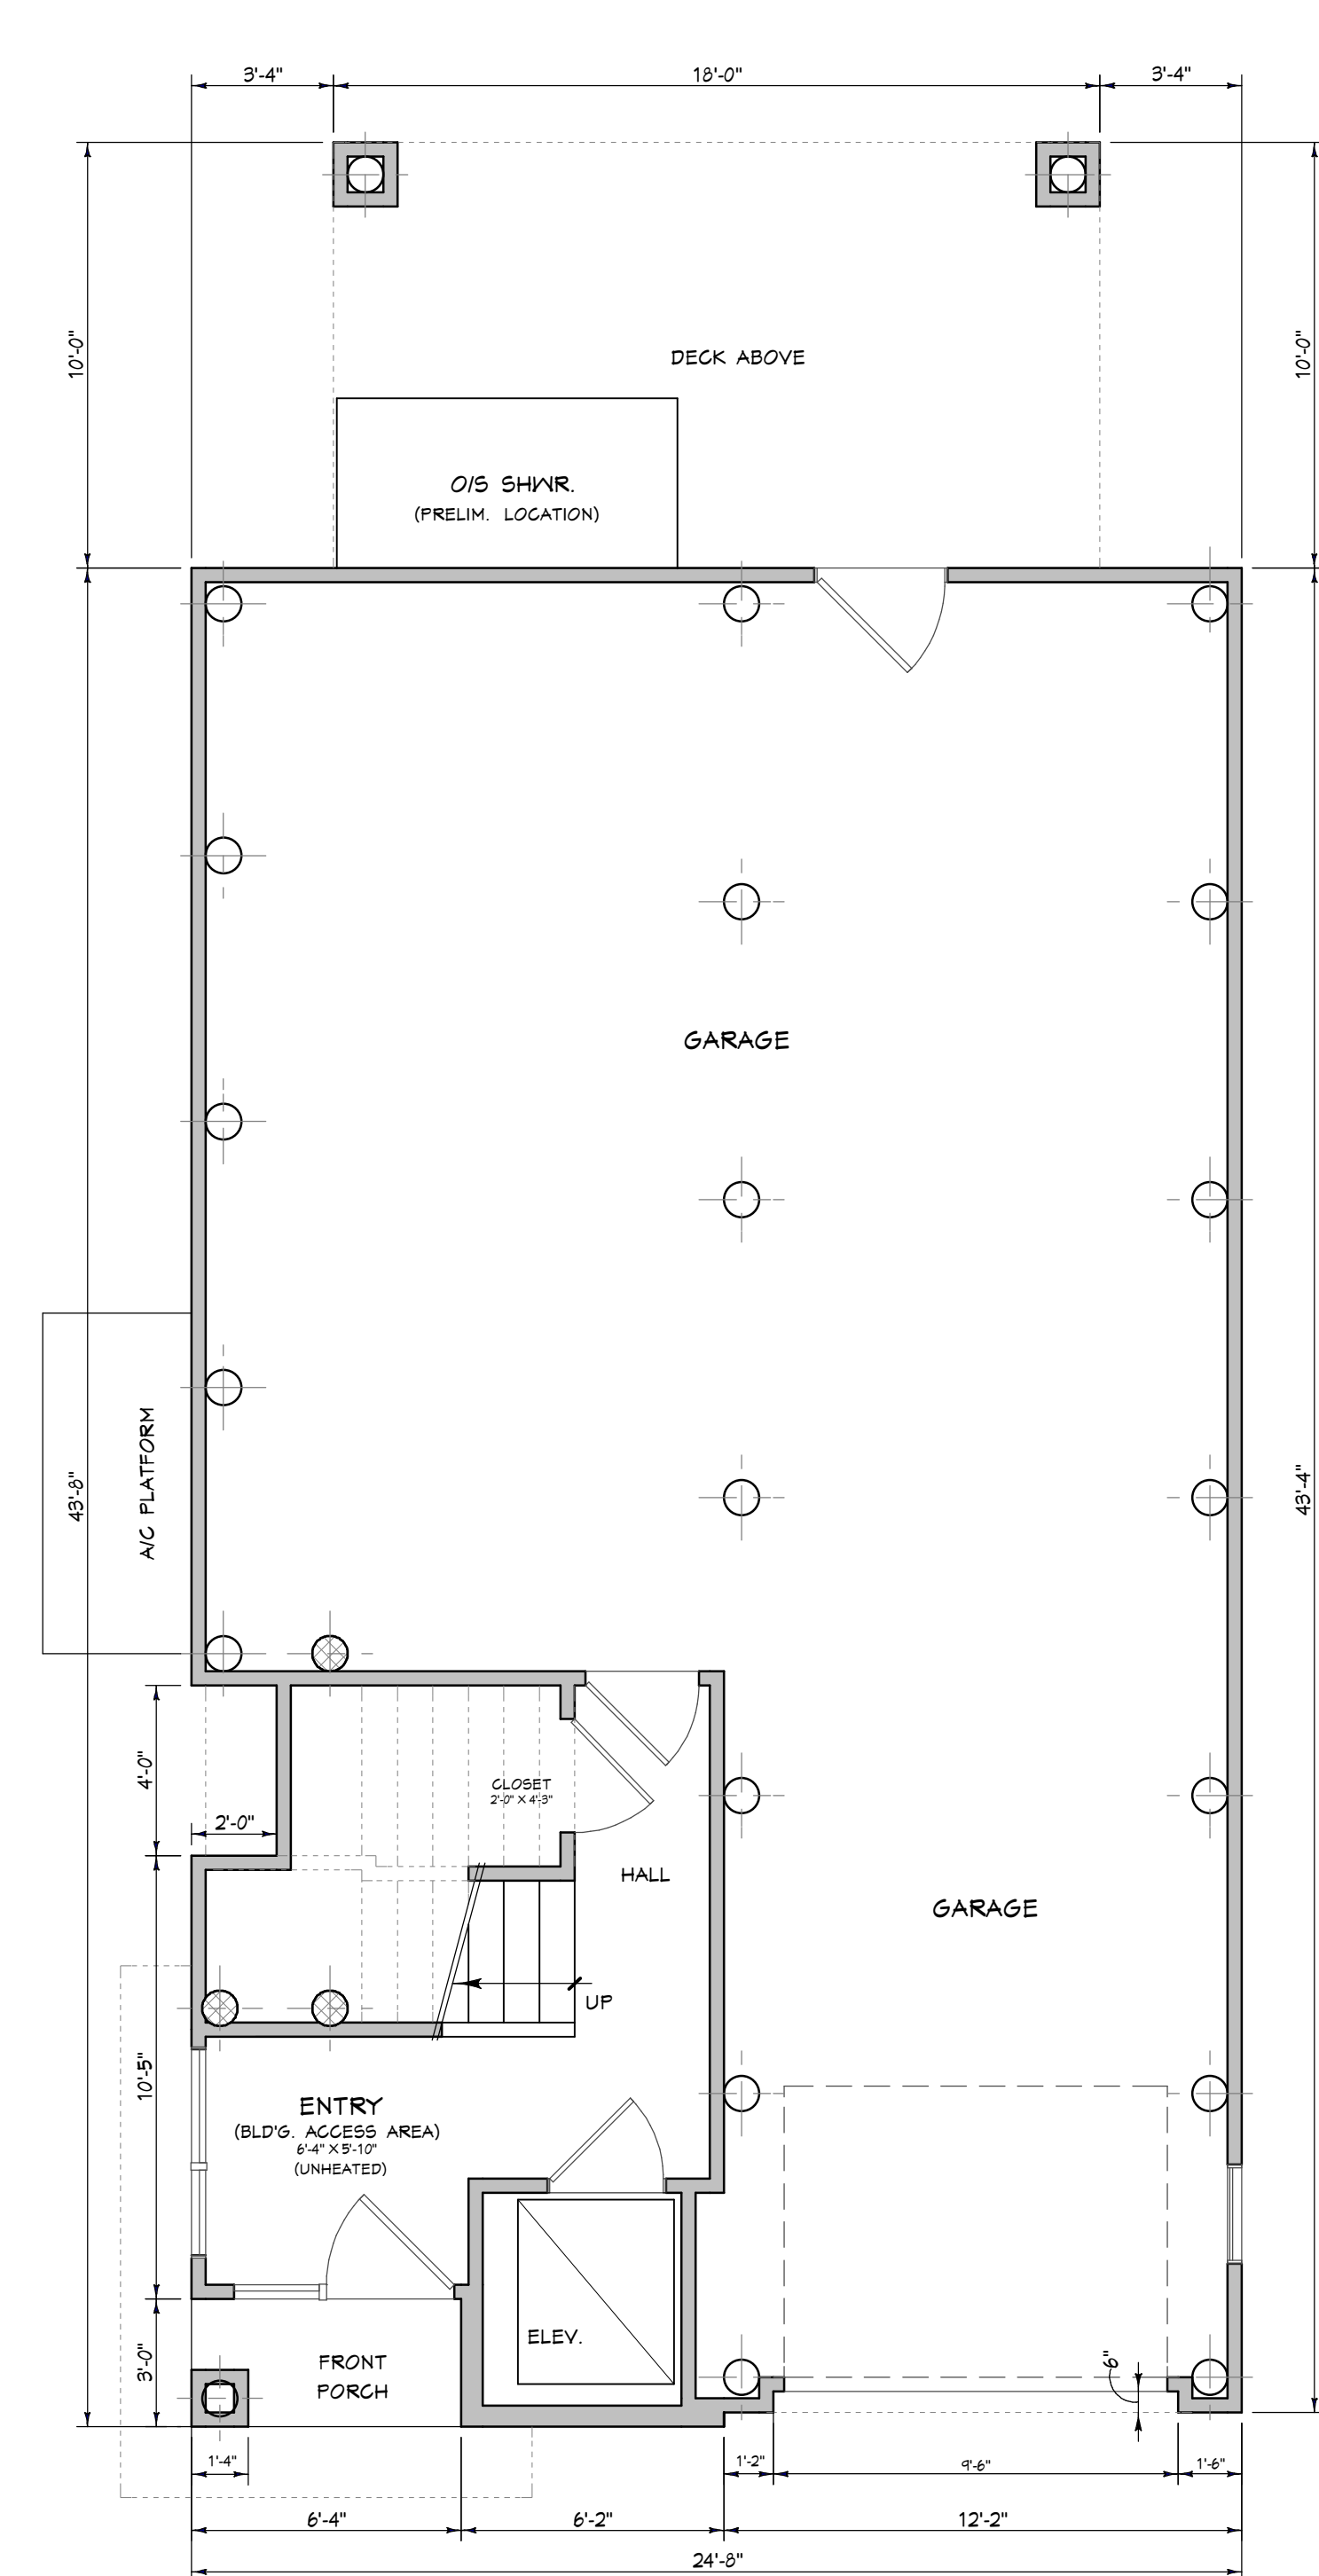 3'-4"
18'-0"
3'-4"
10'-0"
10'-0"
DECK ABOVE
O/S SHWR.
(PRELIM. LOCATION)
GARAGE
A/C PLATFORM
43'-8"
43'-4"
4'-0"
CLOSET
2'-0" X 4'-3"
2'-0"
HALL
GARAGE
UP
10'-5"
ENTRY
(BLD'G. ACCESS AREA)
6'-4" X 5'-10"
(UNHEATED)
ELEV.
FRONT
PORCH
3'-0"
6"
1'-4"
1'-2"
9'-6"
1'-6"
6'-4"
6'-2"
12'-2"
24'-8"